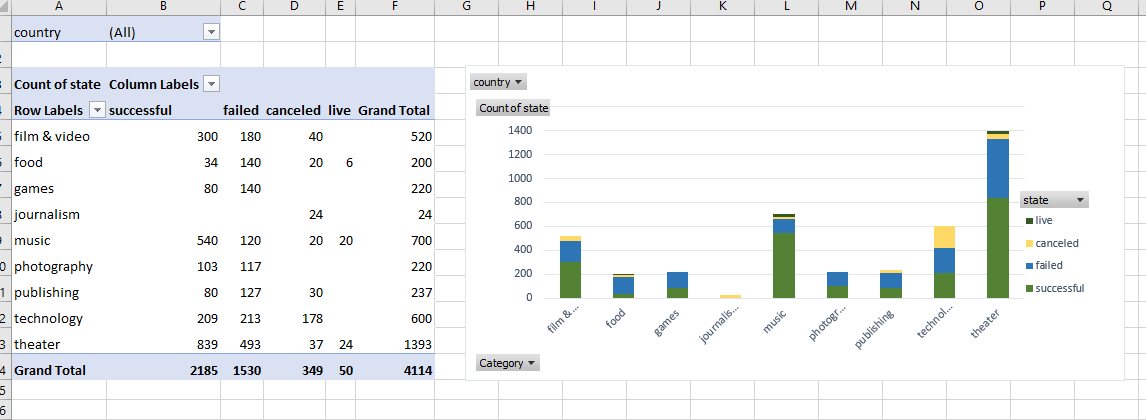 A B C D E F G H I J K L M N O P Q
country (All)
Count of state Column Labels
Row Labels successful failed canceled live Grand Total
film & video 300 180 40 520
food 34 140 20 6 200
games 80 140 220
journalism 24 24
music 540 120 20 20 700
photography 103 117 220
publishing 80 127 30 237
technology 209 213 178 600
theater 839 493 37 24 1393
Grand Total 2185 1530 349 50 4114
country
Count of state
1400
1200
1000
800
600
400
200
0
film &... food games journalis... music photogr... publishing technol... theater
Category
state
live
canceled
failed
successful